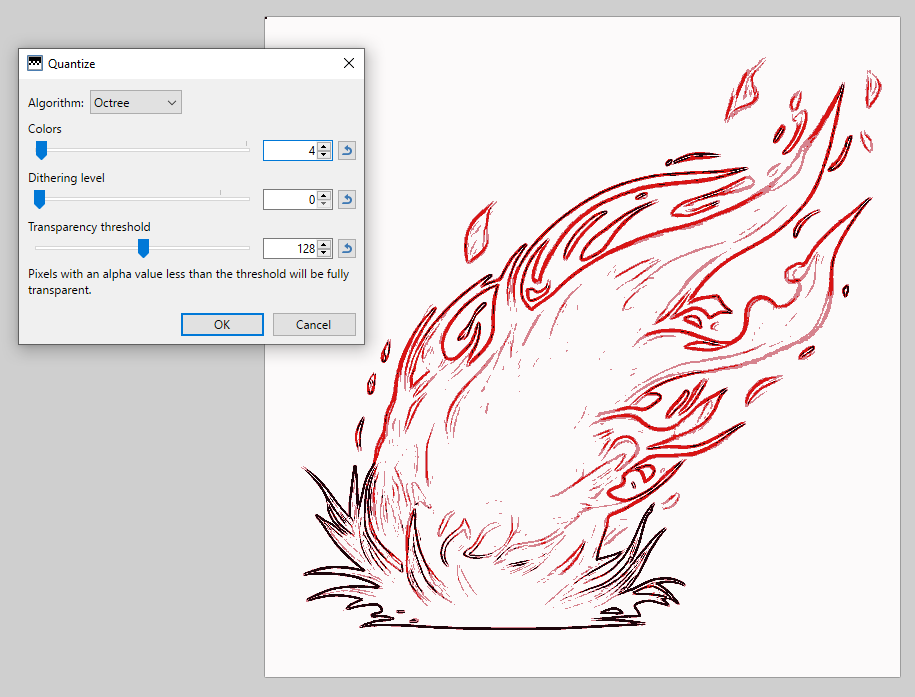 Quantize
Algorithm: Octree
Colors
4
Dithering level
0
Transparency threshold
128
Pixels with an alpha value less than the threshold will be fully
transparent.
OK Cancel